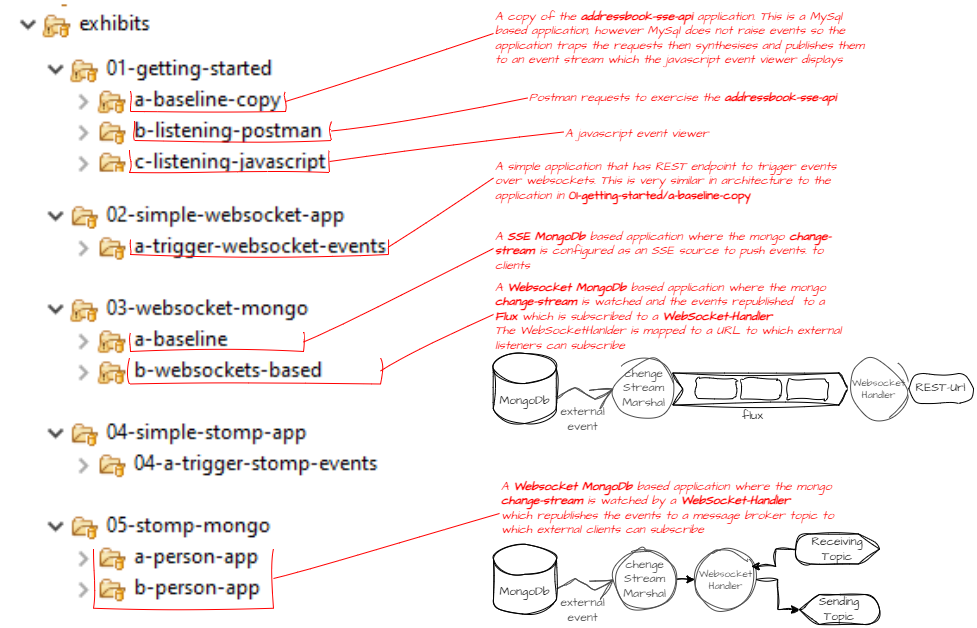 exhibits
01-getting-started
a-baseline-copy
b-listening-postman
c-listening-javascript
02-simple-websocket-app
a-trigger-websocket-events
03-websocket-mongo
a-baseline
b-websockets-based
04-simple-stomp-app
04-a-trigger-stomp-events
05-stomp-mongo
a-person-app
b-person-app
A copy of the addressbook-sse-api application. This is a MySql
based application, however MySql does not raise events so the
application traps the requests then synthesises and publishes them
to an event stream which the javascript event viewer displays
Postman requests to exercise the addressbook-sse-api
A javascript event viewer
A simple application that has REST endpoint to trigger events
over websockets. This is very similar in architecture to the
application in 01-getting-started/a-baseline-copy
A SSE MongoDb based application where the mongo change-
stream is configured as an SSE source to push events. to
clients
A Websocket MongoDb based application where the mongo
change-stream is watched and the events republished to a
Flux which is subscribed to a WebSocket-Handler
The WebSocketHanlder is mapped to a URL to which external
listeners can subscribe
MongoDb
external
event
chenge
Stream
Marshal
flux
Websocket
Handler
REST-Url
A Websocket MongoDb based application where the mongo
change-stream is watched by a WebSocket-Handler
which republishes the events to a message broker topic to
which external clients can subscribe
MongoDb
external
event
chenge
Stream
Marshal
Websocket
Handler
Receiving
Topic
Sending
Topic